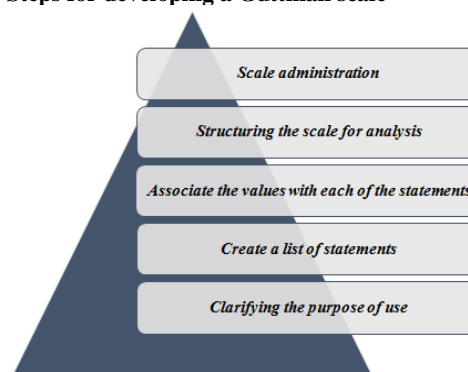 Steps for developing a Guttman scale
Scale administration
Structuring the scale for analysis
Associate the values with each of the statements
Create a list of statements
Clarifying the purpose of use